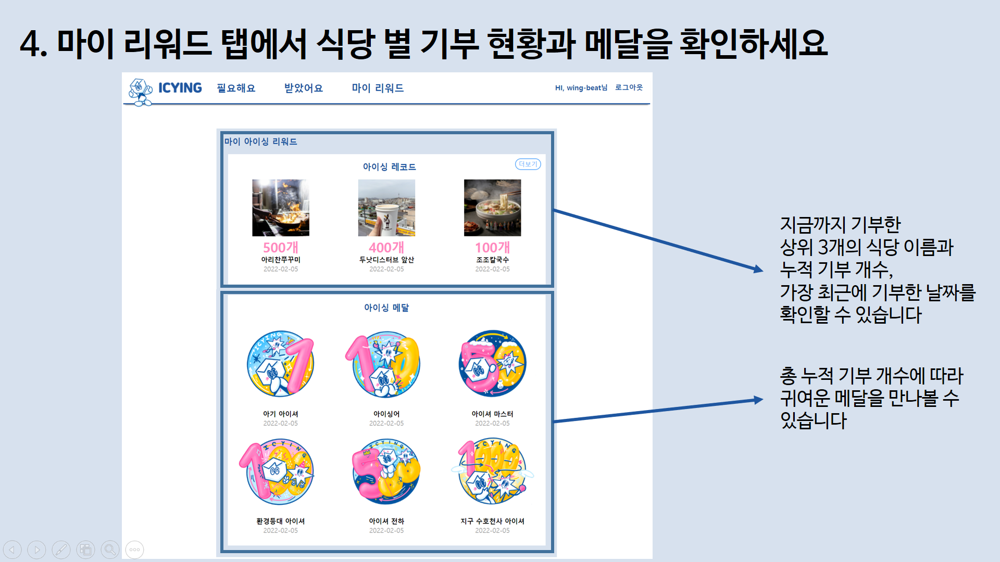 4. 마이 리워드 탭에서 식당 별 기부 현황과 메달을 확인하세요
ICYING 필요해요 받았어요 마이 리워드 HI, wing-beat님 로그아웃
마이 아이싱 리워드
아이싱 레코드 더보기
500개 400개 100개
아리찬쭈꾸미 두낫디스터브 앞산 조조칼국수
2022-02-05 2022-02-05 2022-02-05
지금까지 기부한
상위 3개의 식당 이름과
누적 기부 개수,
가장 최근에 기부한 날짜를
확인할 수 있습니다
아이싱 메달
ICYING 1 10 50
아기 아이셔 아이싱어 아이셔 마스터
2022-02-05 2022-02-05 2022-02-05
총 누적 기부 개수에 따라
귀여운 메달을 만나볼 수
있습니다
ICYING 100 ICYING 500 ICYING 1000
환경등대 아이셔 아이셔 전하 지구 수호천사 아이셔
2022-02-05 2022-02-05 2022-02-05